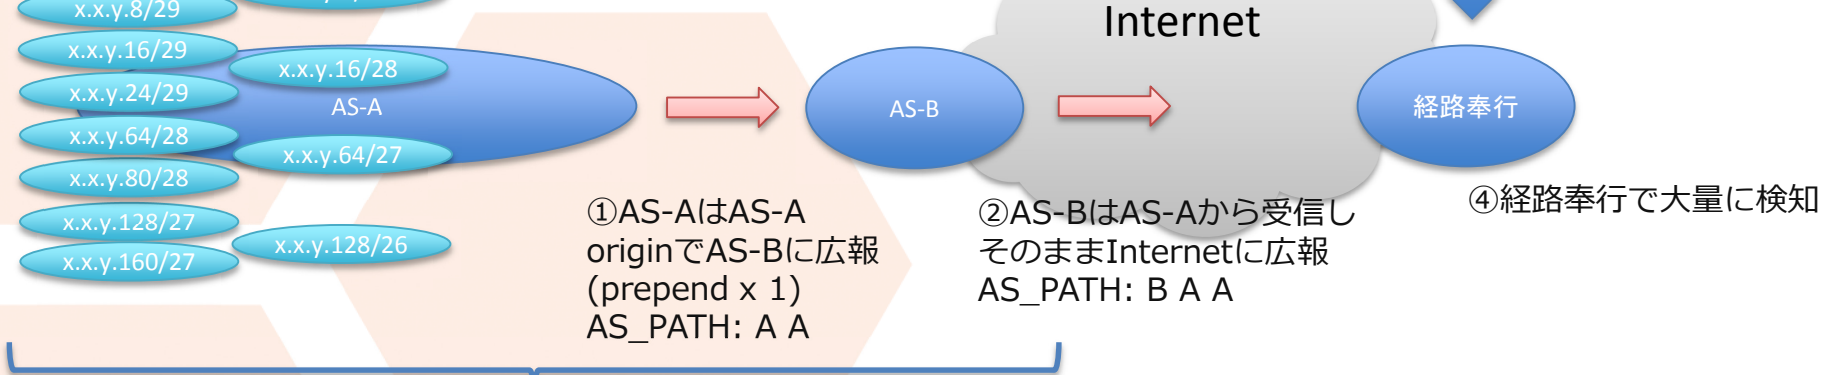 x.x.y.8/29
x.x.y.16/29
x.x.y.24/29
x.x.y.64/28
x.x.y.80/28
x.x.y.128/27
x.x.y.160/27
x.x.y.16/28
AS-A
x.x.y.64/27
x.x.y.128/26
①AS-AはAS-A
originでAS-Bに広報
(prepend x 1)
AS_PATH: A A
AS-B
Internet
②AS-BはAS-Aから受信し
そのままInternetに広報
AS_PATH: B A A
経路奉行
④経路奉行で大量に検知